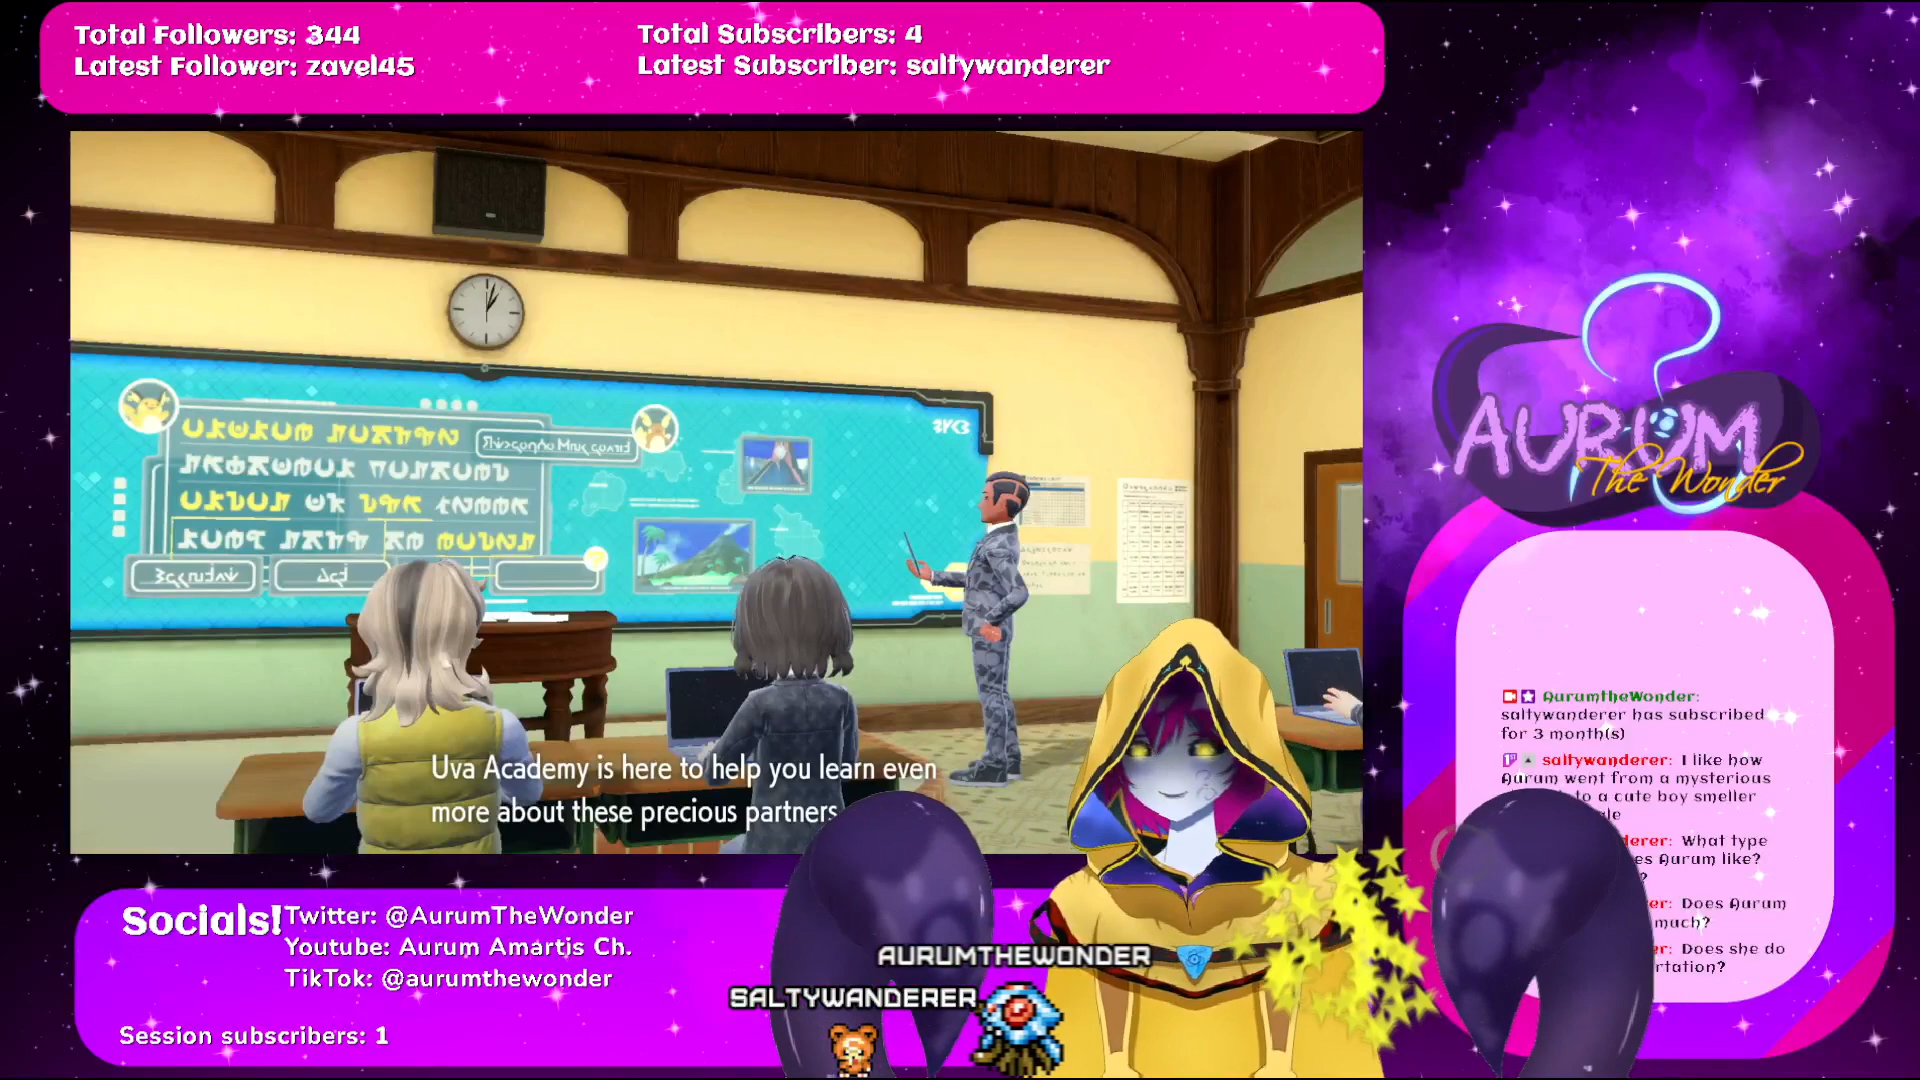 Total Followers: 344
Latest Follower: zavel45
Total Subscribers: 4
Latest Subscriber: saltywanderer
AURUM
The Wonder
Uva Academy is here to help you learn even
more about these precious partners
AurumtheWonder:
saltywanderer has subscribed
for 3 month(s)
saltywanderer: I like how
Aurum went from a mysterious
to a cute boy smeller
What type
Aurum like?
?
Does Aurum
much?
Does she do
Socials!
Twitter: @AurumTheWonder
Youtube: Aurum Amartis Ch.
TikTok: @aurumthewonder
Session subscribers: 1
AURUMTHEWONDER
SALTYWANDERER